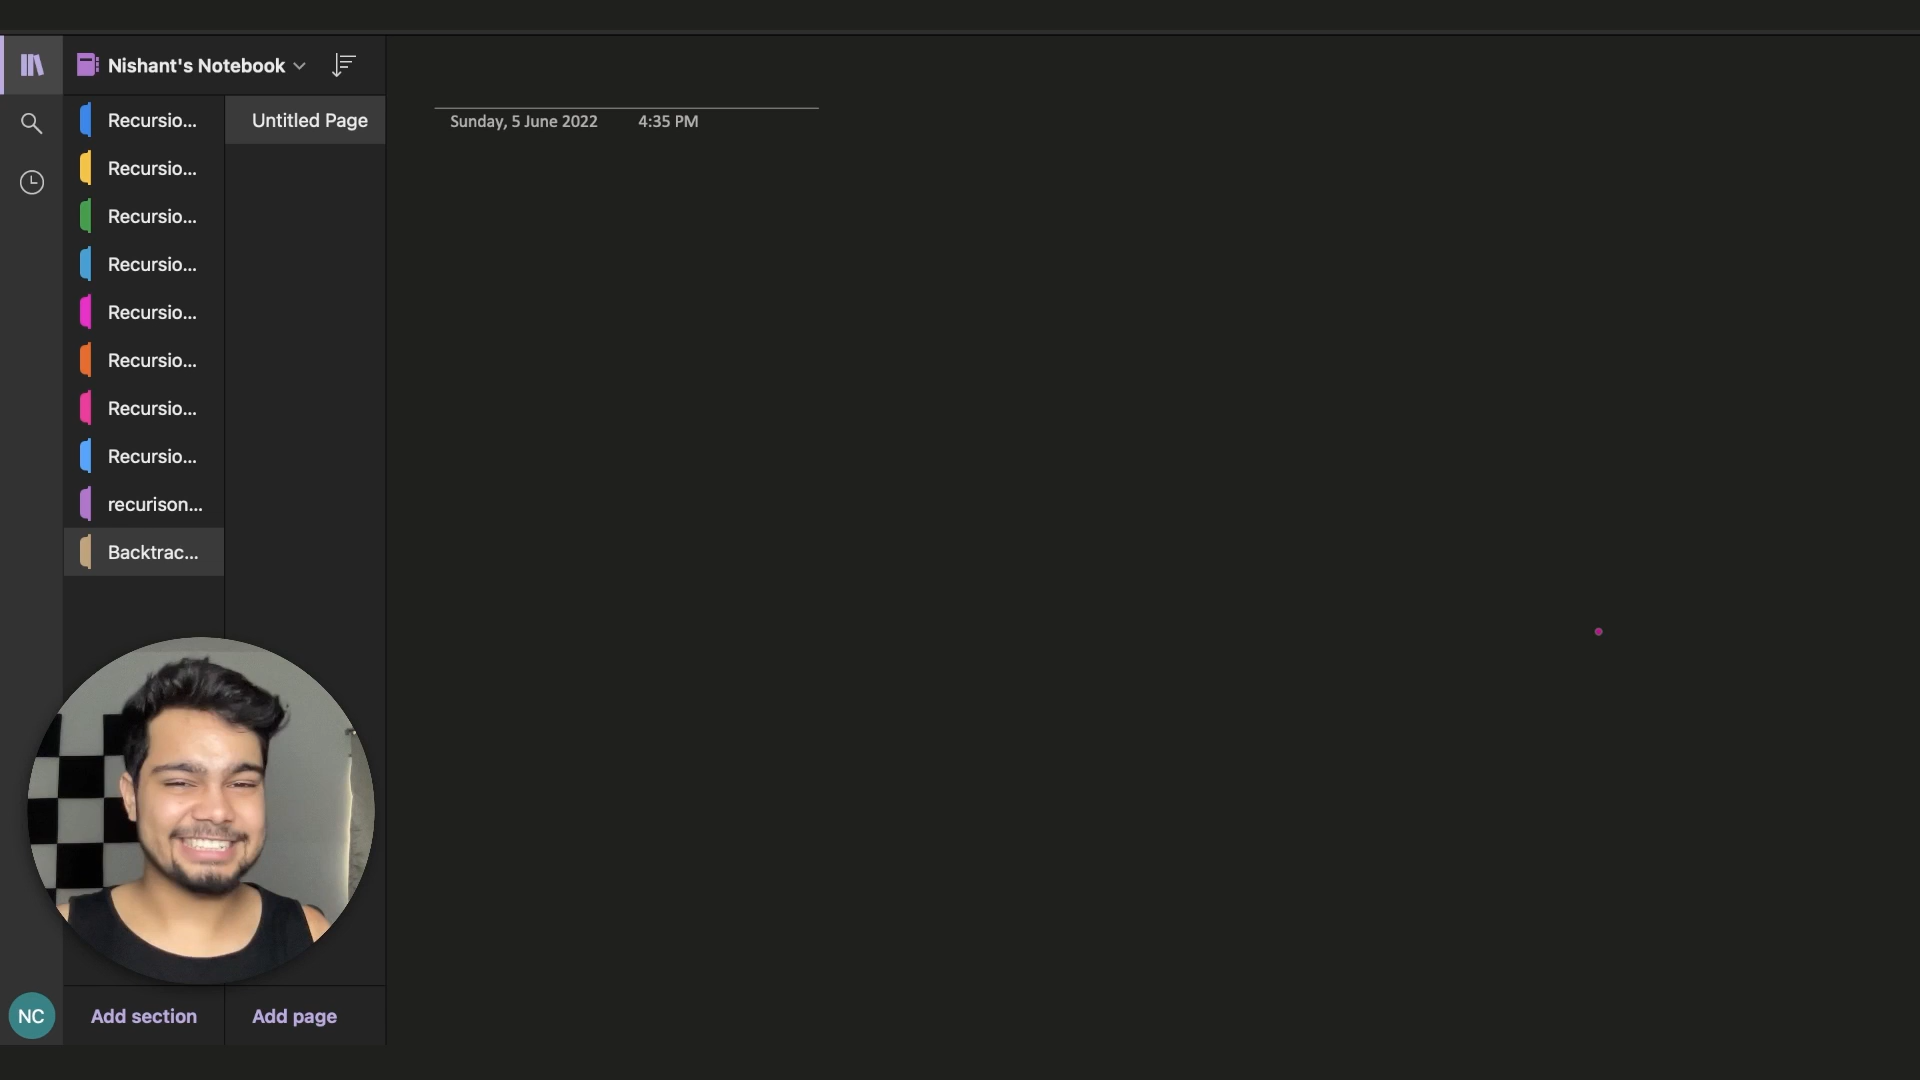 Nishant's Notebook
Recursio...
Recursio...
Recursio...
Recursio...
Recursio...
Recursio...
Recursio...
Recursio...
recurison...
Backtrac...
Untitled Page
Sunday, 5 June 2022 4:35 PM
NC
Add section
Add page